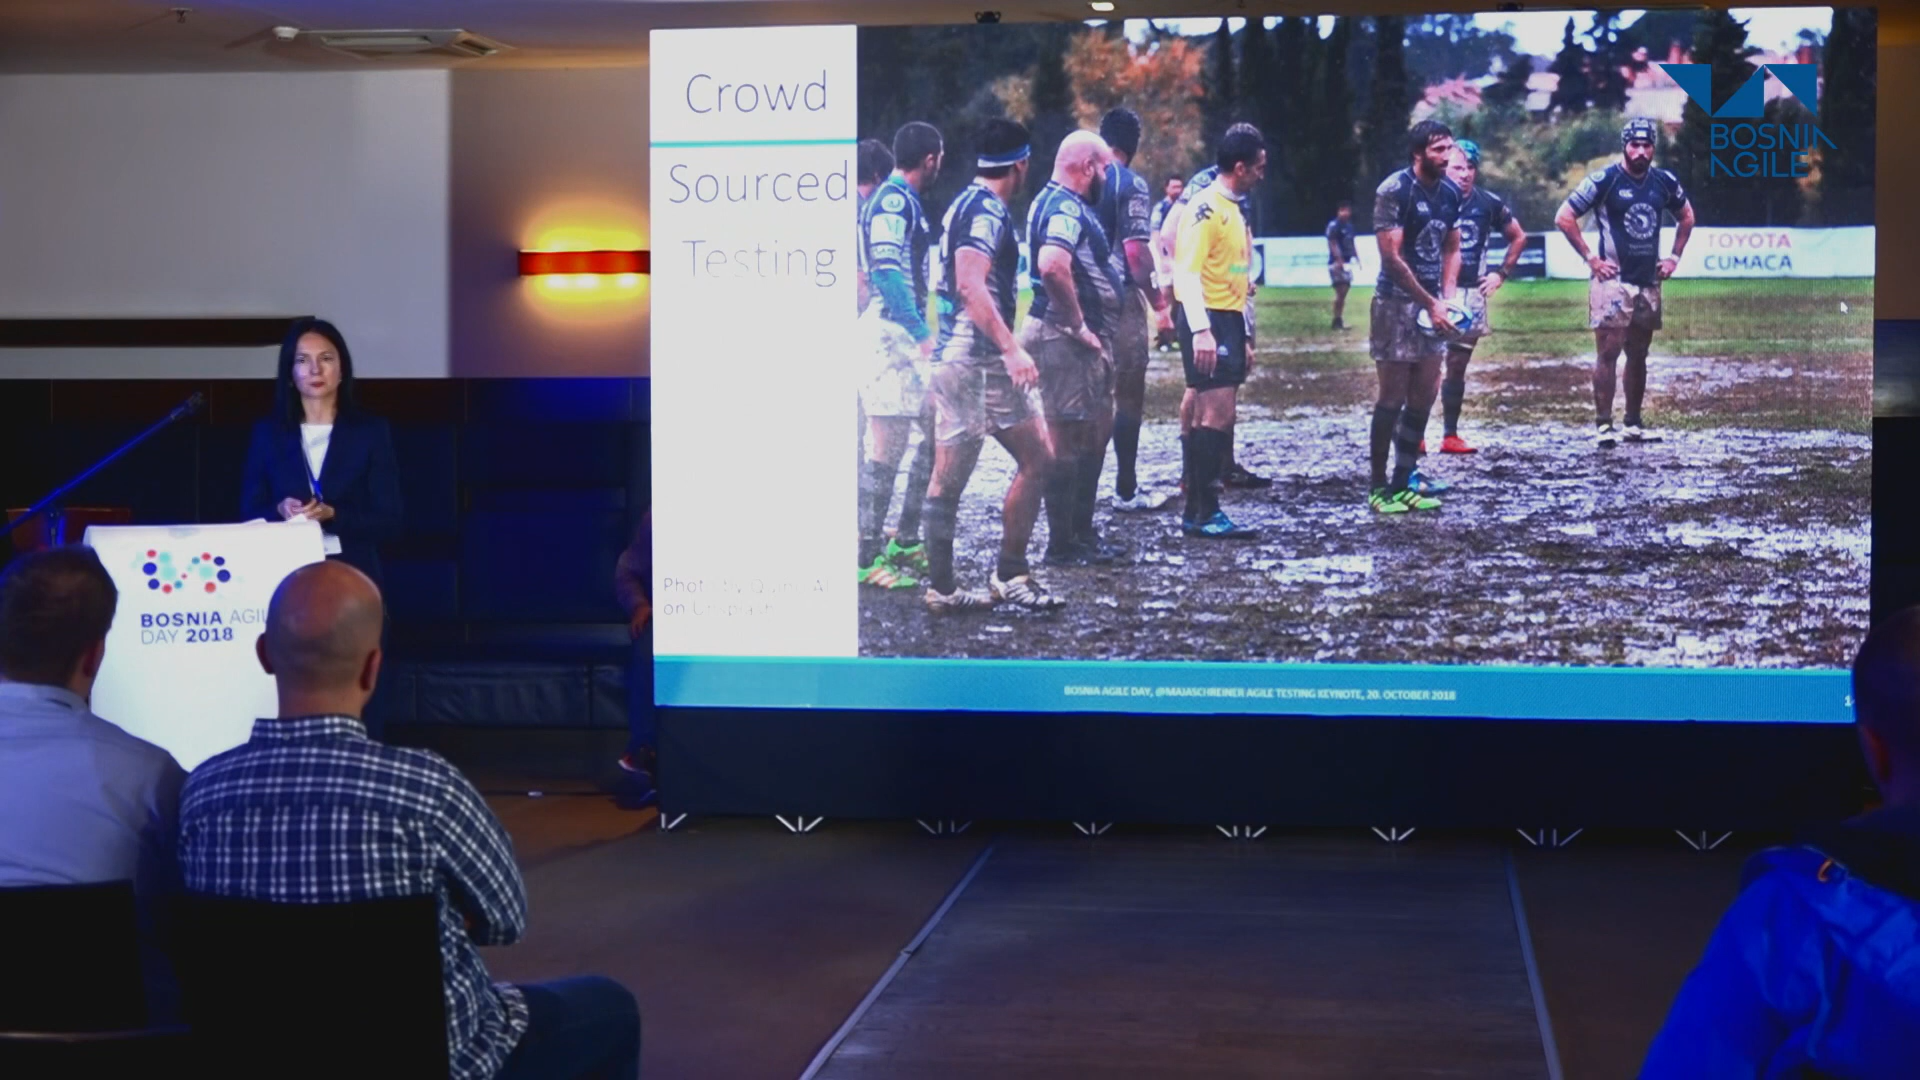 Crowd
Sourced
Testing
on Unsplash
TOYOTA
CUMACA
BOSNIA
AGILE
BOSNIA AGILE DAY, @MAJASCHREINER AGILE TESTING KEYNOTE, 20. OCTOBER 2018
BOSNIA AGIL
DAY 2018